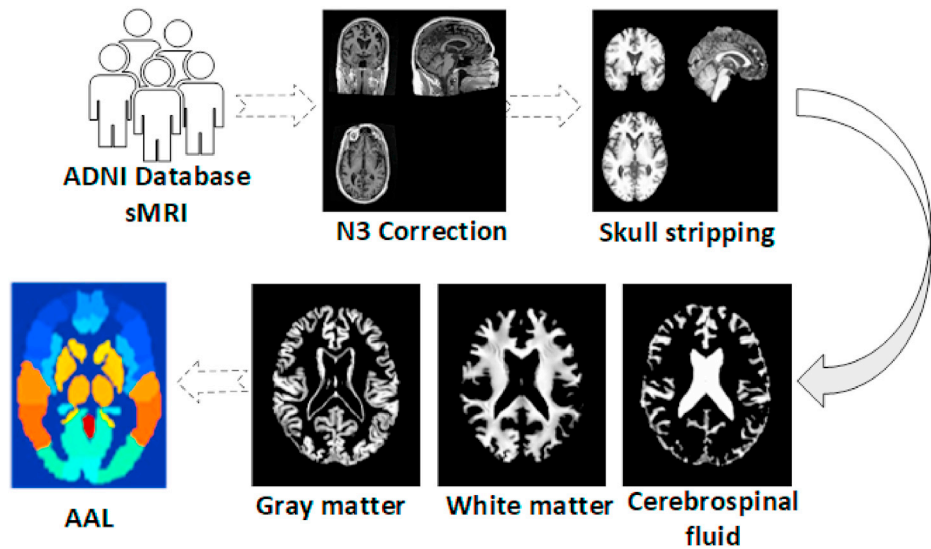 ADNI Database
sMRI
N3 Correction
Skull stripping
AAL
Gray matter
White matter
Cerebrospinal
fluid